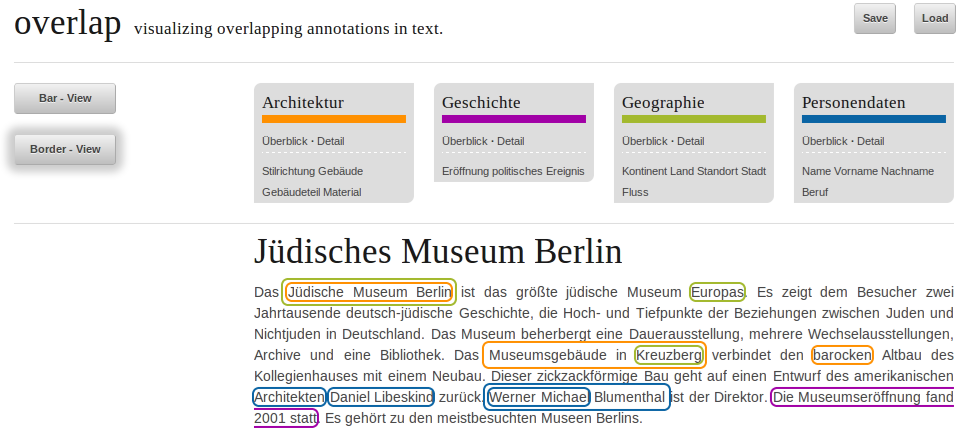 overlap visualizing overlapping annotations in text.
Save Load
Bar - View
Border - View
Architektur
Überblick · Detail
Stilrichtung Gebäude
Gebäudeteil Material
Geschichte
Überblick · Detail
Eröffnung politisches Ereignis
Geographie
Überblick · Detail
Kontinent Land Standort Stadt
Fluss
Personendaten
Überblick · Detail
Name Vorname Nachname
Beruf
Jüdisches Museum Berlin
Das Jüdische Museum Berlin ist das größte jüdische Museum Europas. Es zeigt dem Besucher zwei
Jahrtausende deutsch-jüdische Geschichte, die Hoch- und Tiefpunkte der Beziehungen zwischen Juden und
Nichtjuden in Deutschland. Das Museum beherbergt eine Dauerausstellung, mehrere Wechselausstellungen,
Archive und eine Bibliothek. Das Museumsgebäude in Kreuzberg verbindet den barocken Altbau des
Kollegienhauses mit einem Neubau. Dieser zickzackförmige Bau geht auf einen Entwurf des amerikanischen
Architekten Daniel Libeskind zurück. Werner Michael Blumenthal ist der Direktor. Die Museumseröffnung fand
2001 statt. Es gehört zu den meistbesuchten Museen Berlins.